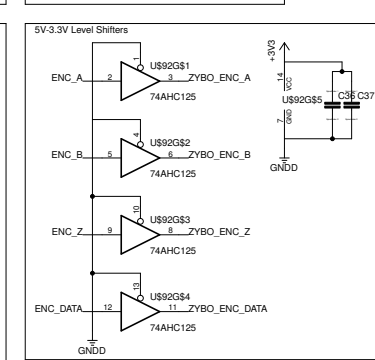 5V-3.3V Level Shifters
+3V3
1
U$92G$1
ENC_A 2 3 ZYBO_ENC_A
74AHC125
14 VCC
U$92G$5
C36 C37
7 GND
GNDD
4
U$92G$2
ENC_B 5 6 ZYBO_ENC_B
74AHC125
10
U$92G$3
ENC_Z 9 8 ZYBO_ENC_Z
74AHC125
13
U$92G$4
ENC_DATA 12 11 ZYBO_ENC_DATA
74AHC125
GNDD